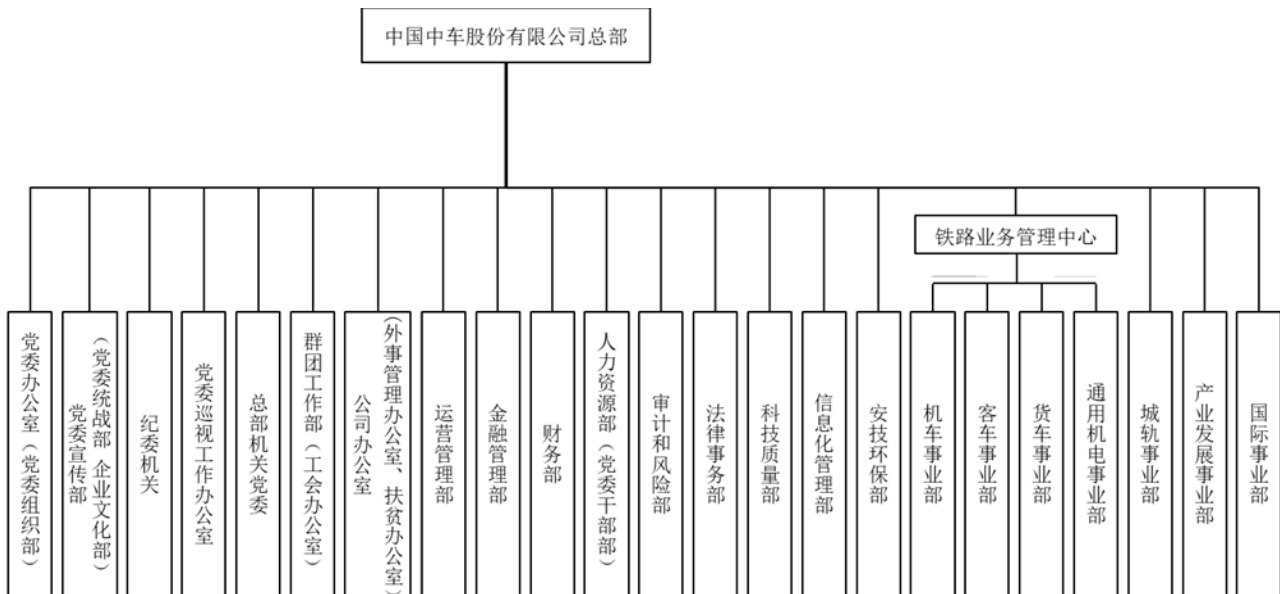 中国中车股份有限公司总部
铁路业务管理中心
党委办公室（党委组织部）
党委宣传部
（党委统战部 企业文化部）
纪委机关
党委巡视工作办公室
总部机关党委
群团工作部（工会办公室）
公司办公室
（外事管理办公室、扶贫办公室）
运营管理部
金融管理部
财务部
人力资源部（党委干部部）
审计和风险部
法律事务部
科技质量部
信息化管理部
安技环保部
机车事业部
客车事业部
货车事业部
通用机电事业部
城轨事业部
产业发展事业部
国际事业部